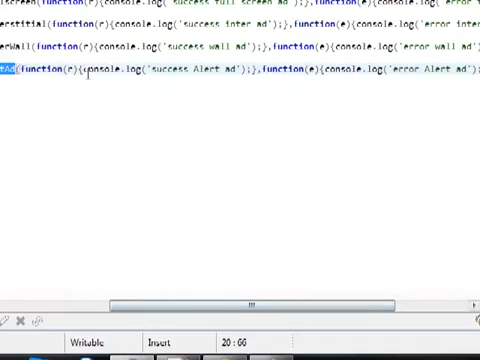 lscreen(function(r){console.log('success full screen ad');},function(e){console.log('error
erstitial(function(r){console.log('success inter ad');},function(e){console.log('error inter
erWall(function(r){console.log('success wall ad');},function(e){console.log('error wall ad')
tAd(function(r){console.log('success Alert ad');},function(e){console.log('error Alert ad');
Writable Insert 20 : 66